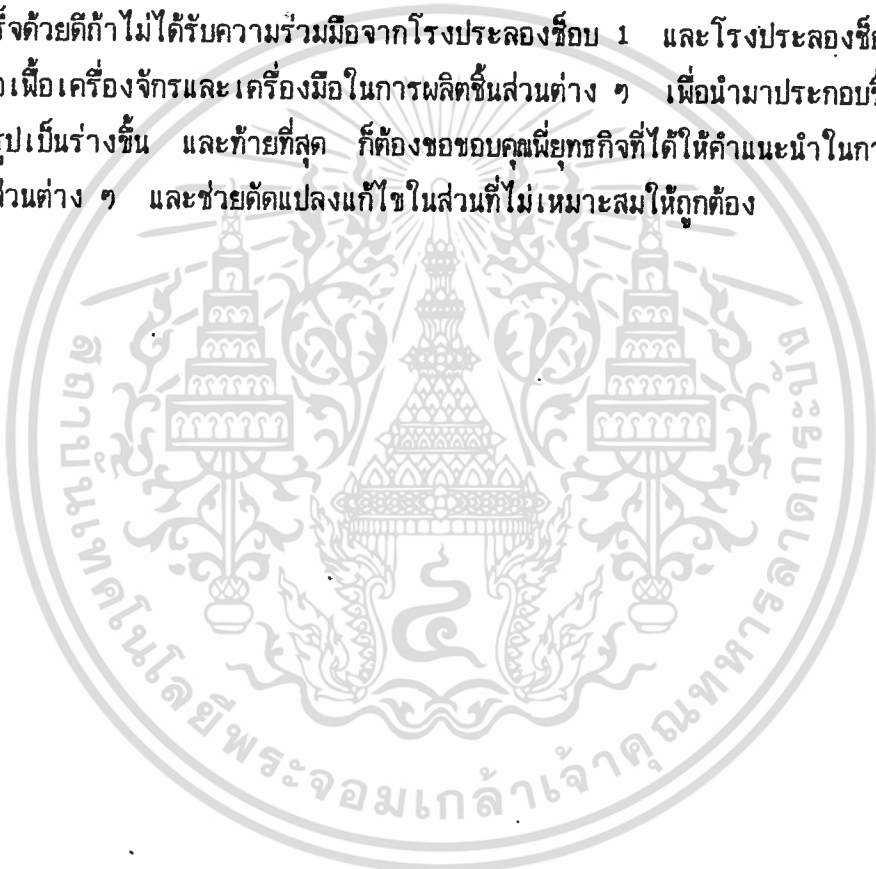 ร็จด้วยดีถ้าไม่ได้รับความร่วมมือจากโรงประลองช็อบ 1 และโรงประลองช็อ
อเฟื้อเครื่องจักรและเครื่องมือในการผลิตชิ้นส่วนต่าง ๆ เพื่อนำมาประกอบขึ้
รูปเป็นร่างขึ้น และท้ายที่สุด ก็ต้องขอขอบคุณพี่ยุทธกิจที่ได้ให้คำแนะนำในกา
ส่วนต่าง ๆ และช่วยดัดแปลงแก้ไขในส่วนที่ไม่เหมาะสมให้ถูกต้อง
สถาบันเทคโนโลยีพระจอมเกล้าเจ้าคุณทหารลาดกระบัง